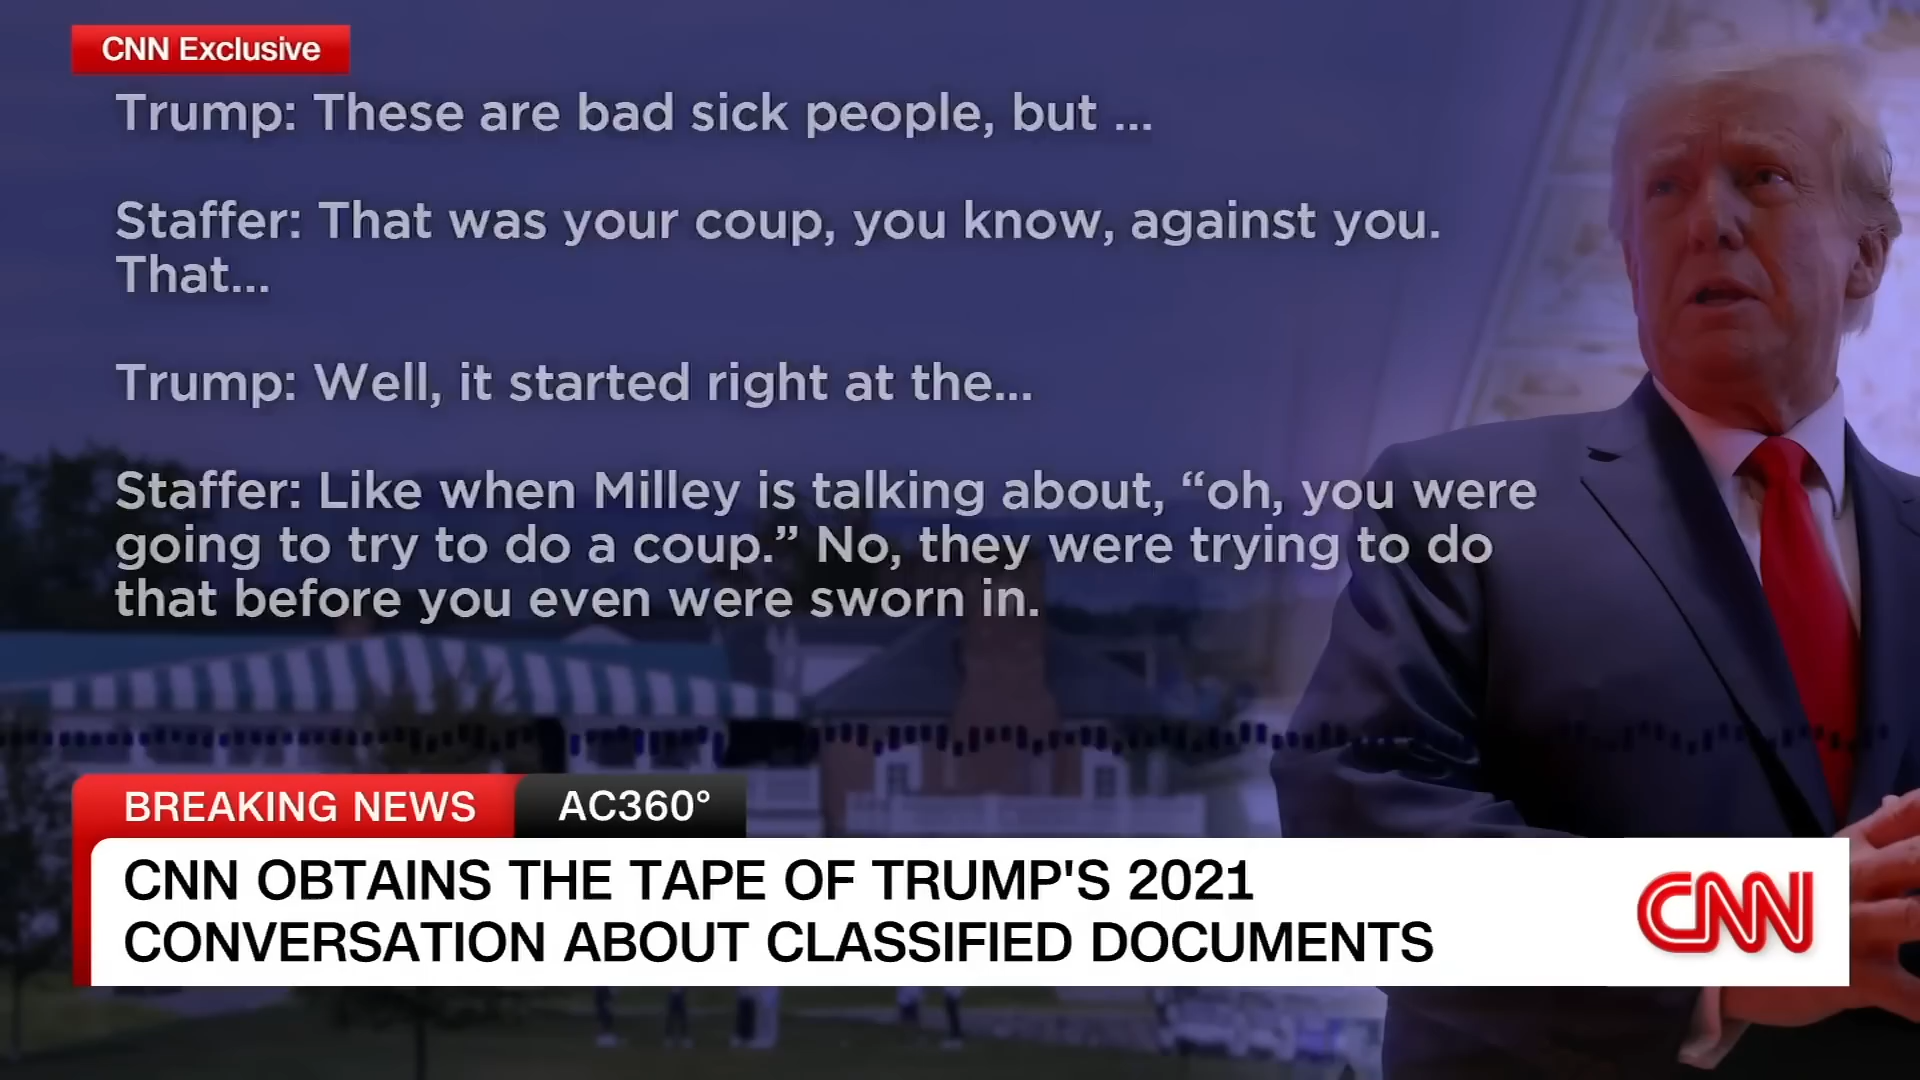 CNN Exclusive
Trump: These are bad sick people, but ...
Staffer: That was your coup, you know, against you.
That...
Trump: Well, it started right at the...
Staffer: Like when Milley is talking about, “oh, you were
going to try to do a coup.” No, they were trying to do
that before you even were sworn in.
BREAKING NEWS AC360°
CNN OBTAINS THE TAPE OF TRUMP'S 2021
CONVERSATION ABOUT CLASSIFIED DOCUMENTS
CNN